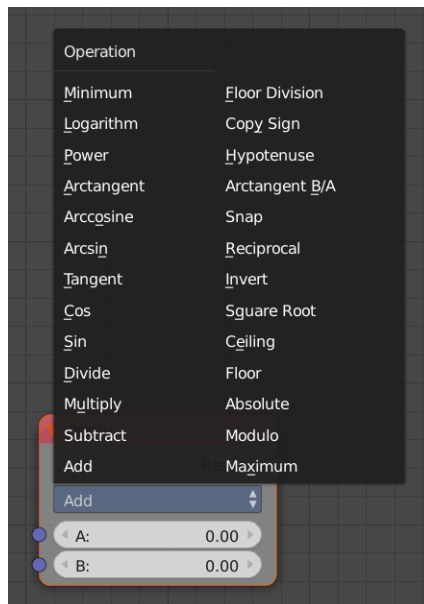 Operation
Minimum
Logarithm
Power
Arctangent
Arccosine
Arcsin
Tangent
Cos
Sin
Divide
Multiply
Subtract
Add
Floor Division
Copy Sign
Hypotenuse
Arctangent B/A
Snap
Reciprocal
Invert
Square Root
Ceiling
Floor
Absolute
Modulo
Maximum
Add
A: 0.00
B: 0.00